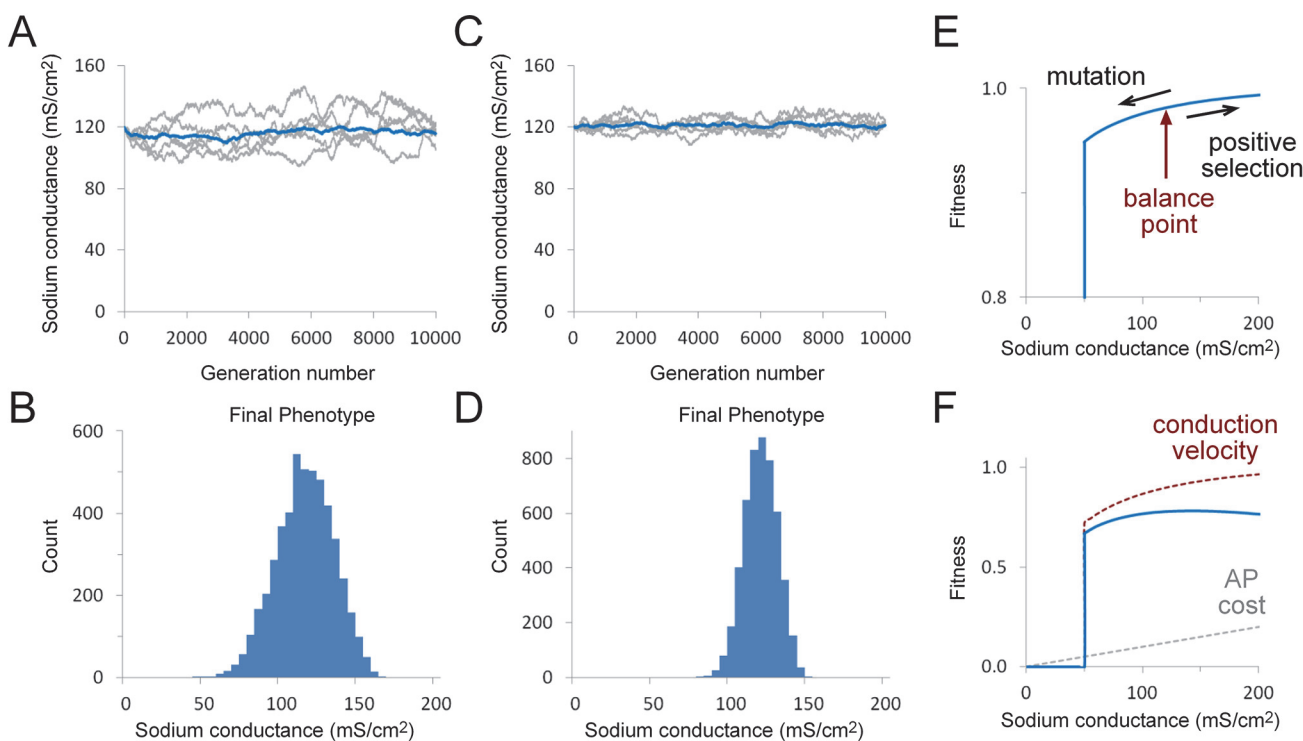 A
Sodium conductance (mS/cm2)
160
120
80
40
0
0 2000 4000 6000 8000 10000
Generation number
B
Final Phenotype
Count
600
500
400
300
200
100
0
0 50 100 150 200
Sodium conductance (mS/cm2)
C
Sodium conductance (mS/cm2)
160
120
80
40
0
0 2000 4000 6000 8000 10000
Generation number
D
Final Phenotype
Count
800
600
400
200
0
0 50 100 150 200
Sodium conductance (mS/cm2)
E
Fitness
1.0
0.8
mutation
positive
selection
balance
point
0 100 200
Sodium conductance (mS/cm2)
F
Fitness
1.0
0.5
0.0
conduction
velocity
AP
cost
0 100 200
Sodium conductance (mS/cm2)